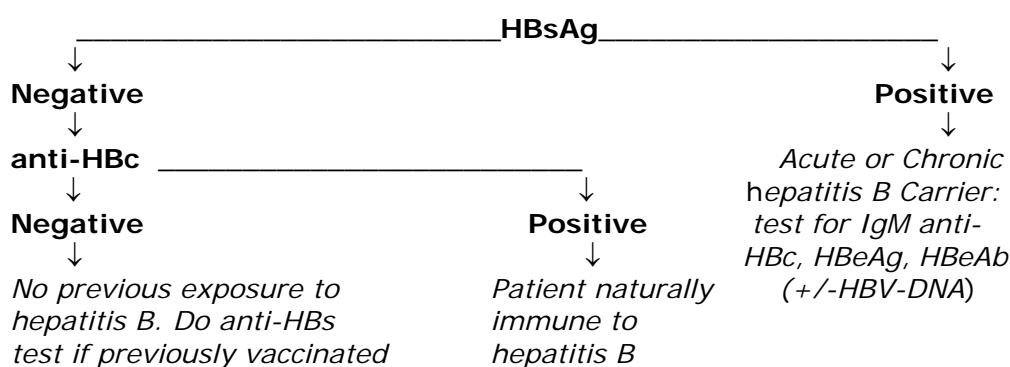 HBsAg
Negative
Positive
anti-HBc
Negative
Positive
Acute or Chronic
hepatitis B Carrier:
test for IgM anti-
HBc, HBeAg, HBeAb
(+/-HBV-DNA)
No previous exposure to
hepatitis B. Do anti-HBs
test if previously vaccinated
Patient naturally
immune to
hepatitis B